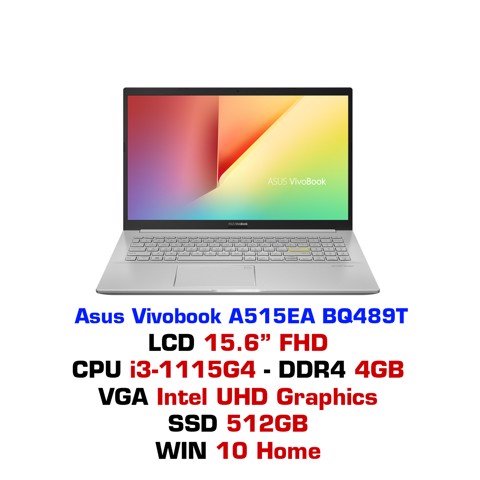 ASUS VivoBook
Asus Vivobook A515EA BQ489T
LCD 15.6” FHD
CPU i3-1115G4 - DDR4 4GB
VGA Intel UHD Graphics
SSD 512GB
WIN 10 Home